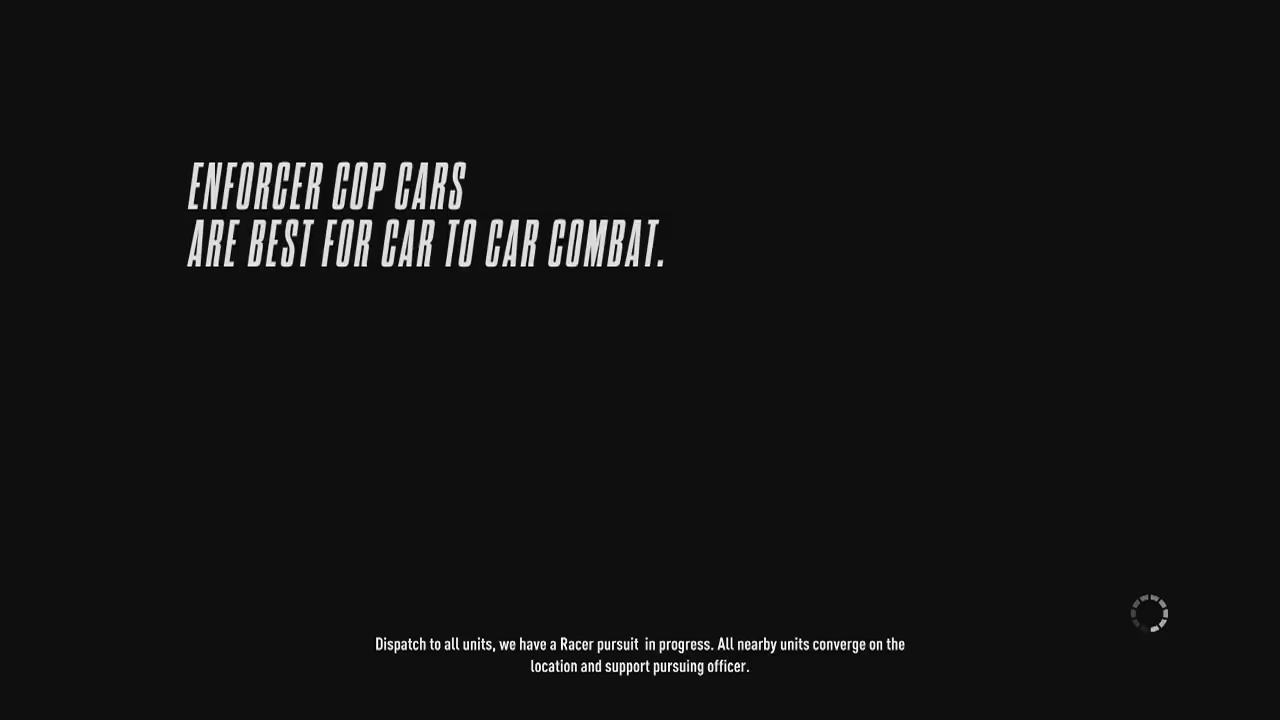 ENFORCER COP CARS
ARE BEST FOR CAR TO CAR COMBAT.
Dispatch to all units, we have a Racer pursuit  in progress. All nearby units converge on the
location and support pursuing officer.